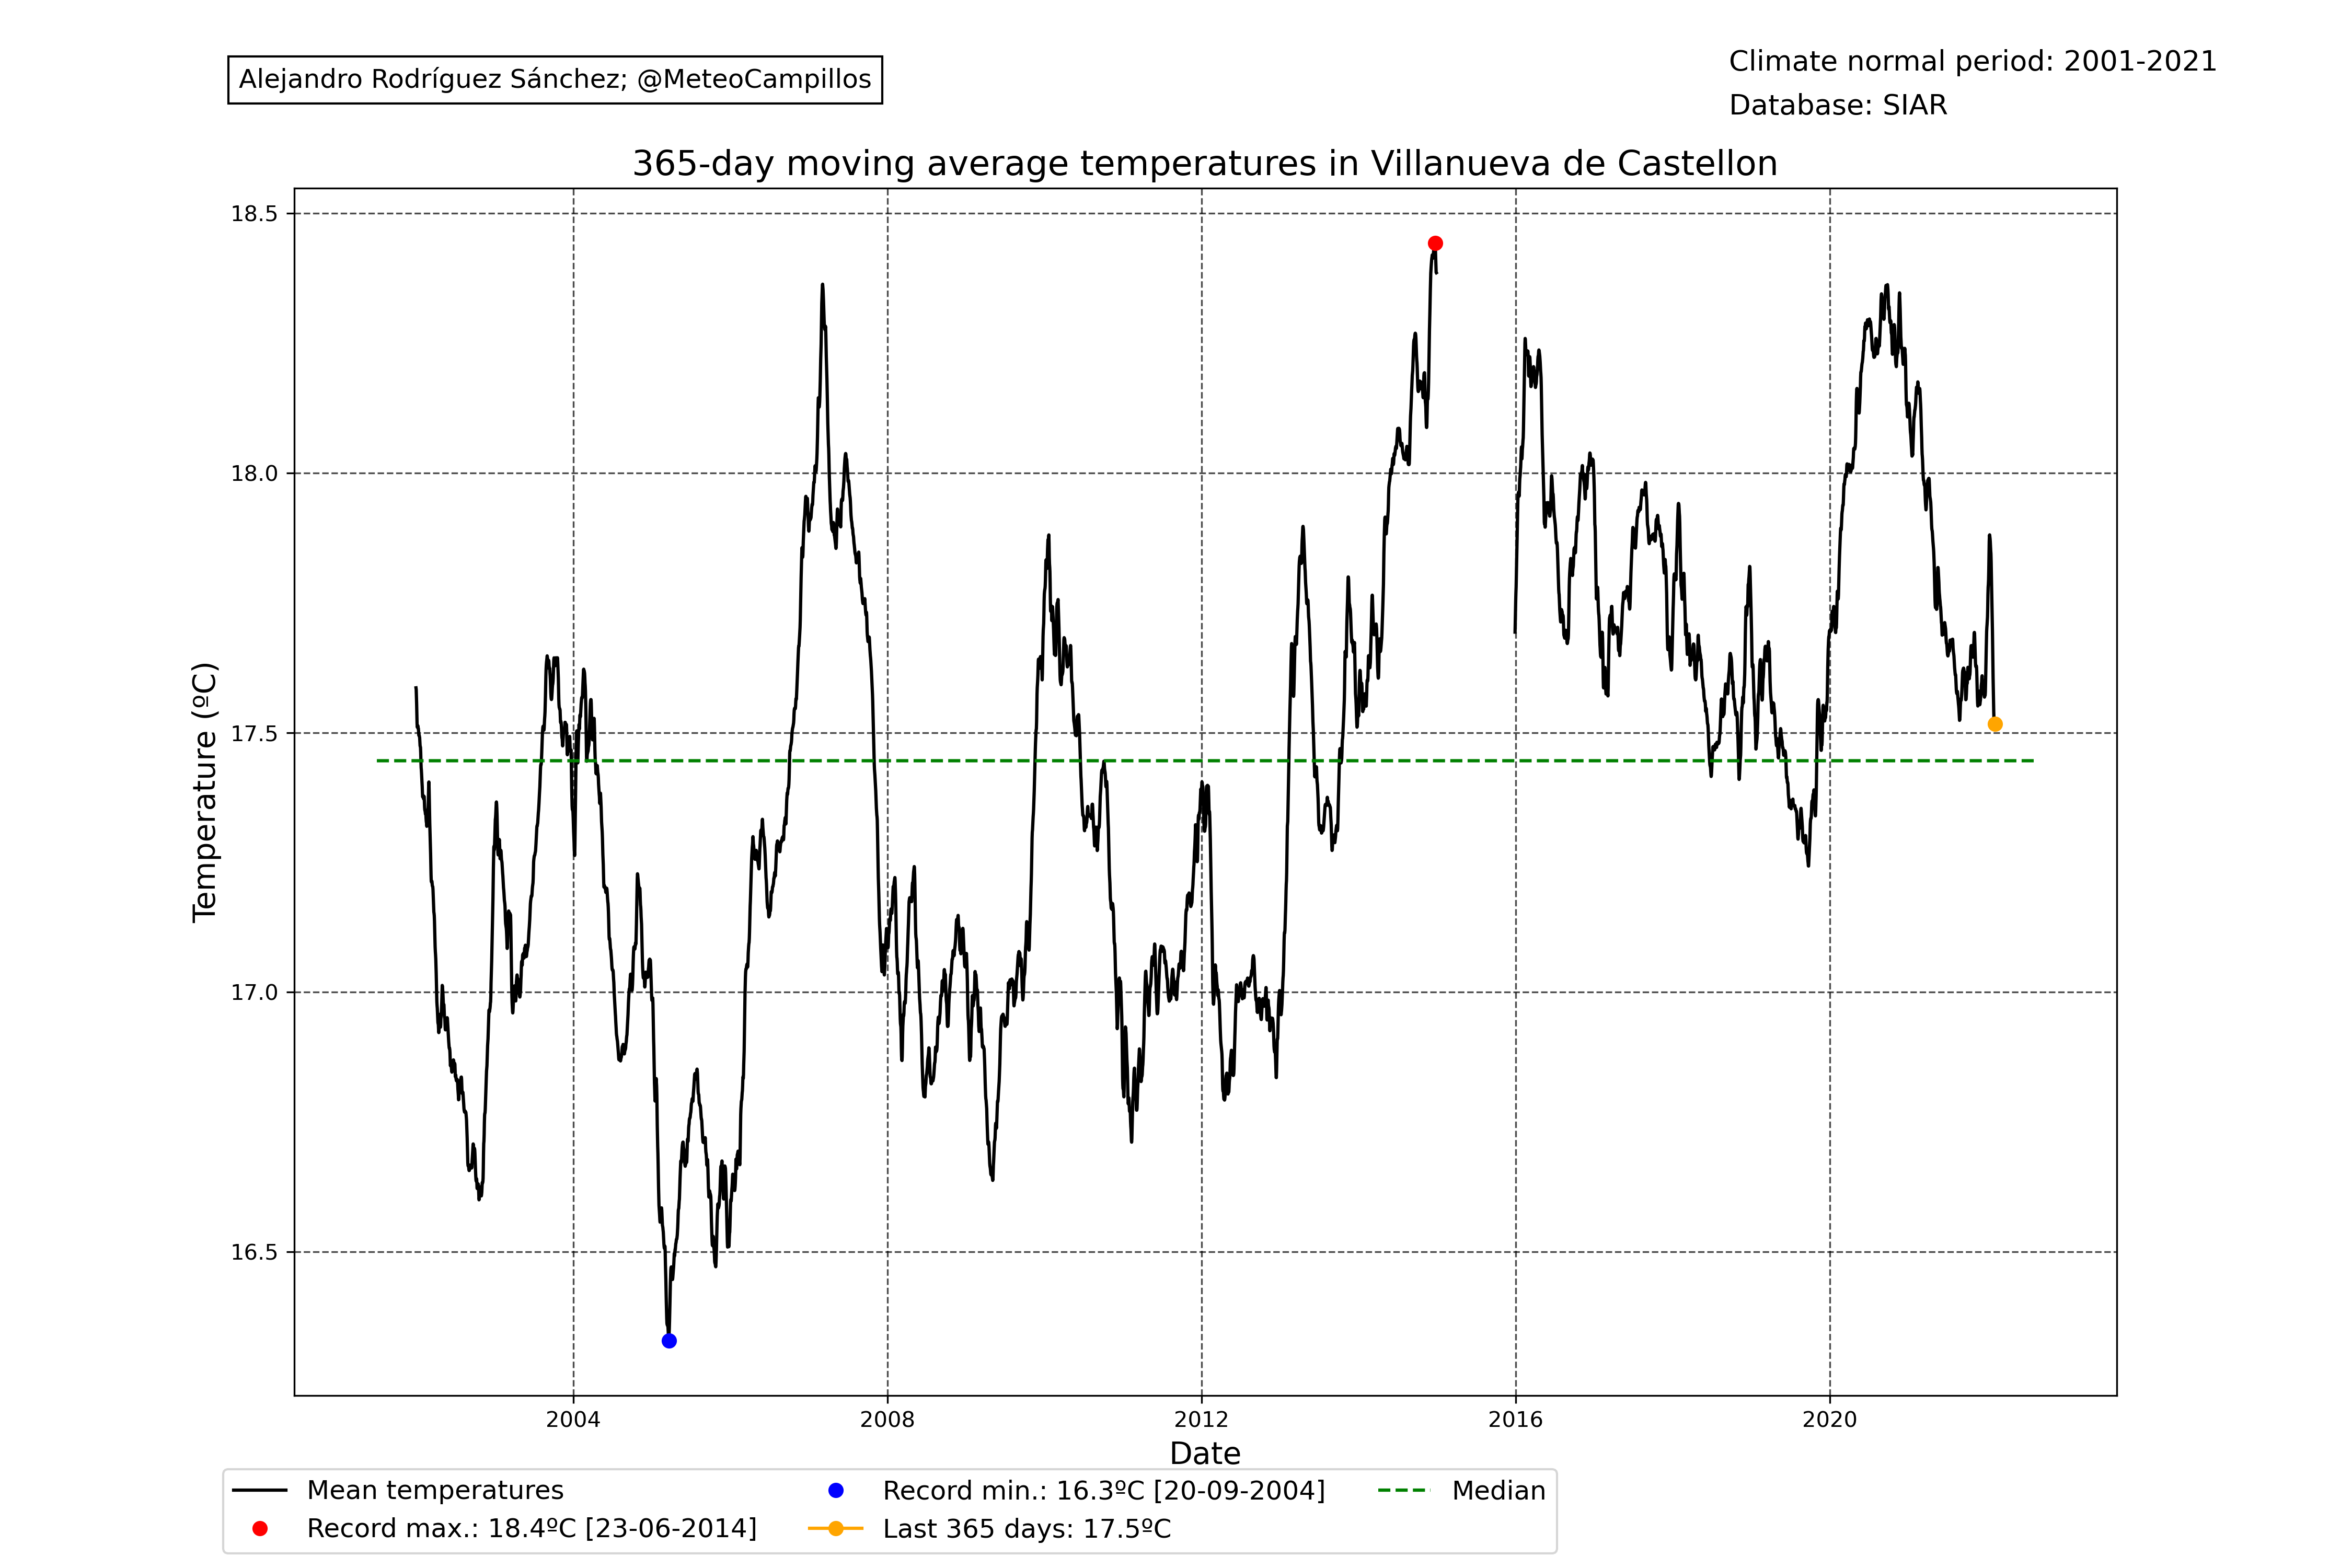 Alejandro Rodríguez Sánchez; @MeteoCampillos
Climate normal period: 2001-2021
Database: SIAR
365-day moving average temperatures in Villanueva de Castellon
18.5
18.0
17.5
17.0
16.5
Temperature (ºC)
2004 2008 2012 2016 2020
Date
Mean temperatures
Record max.: 18.4ºC [23-06-2014]
Record min.: 16.3ºC [20-09-2004]
Last 365 days: 17.5ºC
Median